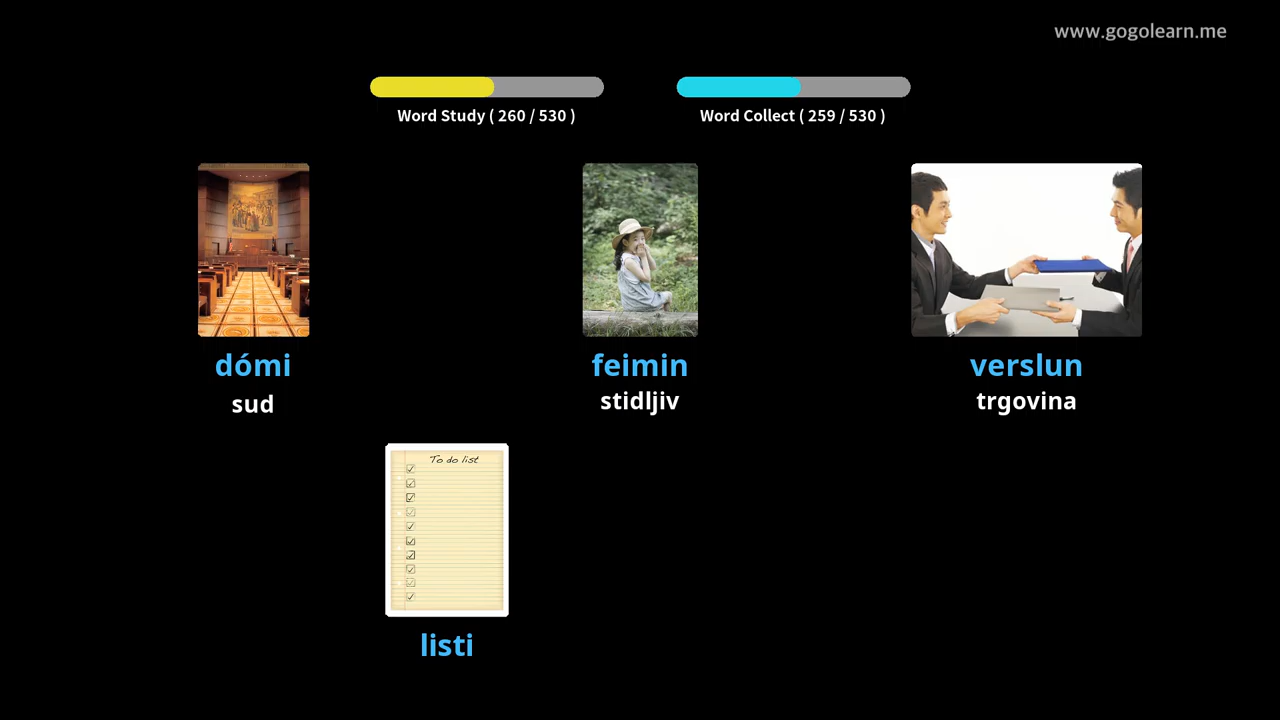 www.gogolearn.me
Word Study ( 260 / 530 )
Word Collect ( 259 / 530 )
dómi
sud
feimin
stidljiv
verslun
trgovina
To do list
listi